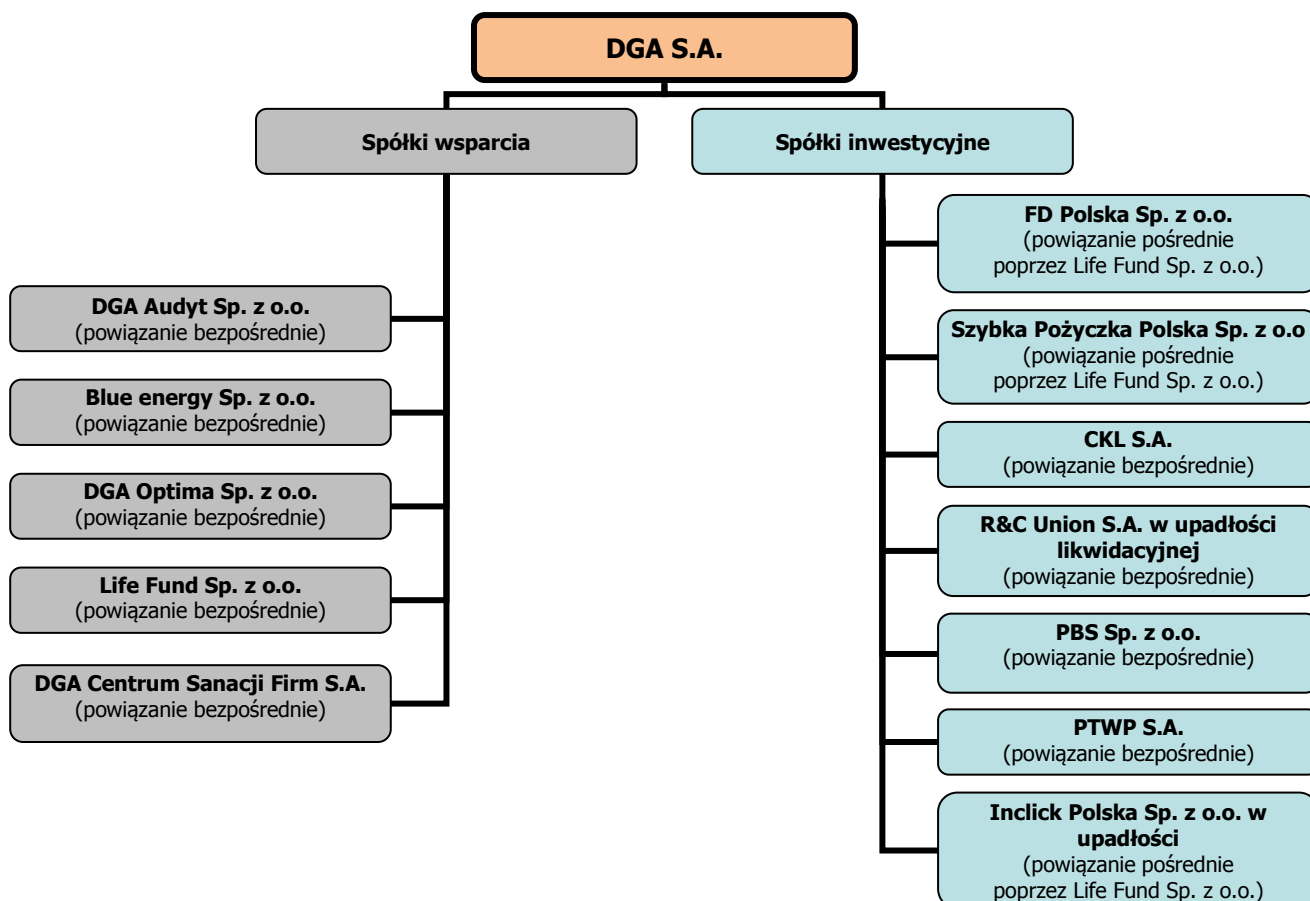 DGA S.A.
Spółki wsparcia
Spółki inwestycyjne
DGA Audyt Sp. z o.o.
(powiązanie bezpośrednie)
Blue energy Sp. z o.o.
(powiązanie bezpośrednie)
DGA Optima Sp. z o.o.
(powiązanie bezpośrednie)
Life Fund Sp. z o.o.
(powiązanie bezpośrednie)
DGA Centrum Sanacji Firm S.A.
(powiązanie bezpośrednie)
FD Polska Sp. z o.o.
(powiązanie pośrednie
poprzez Life Fund Sp. z o.o.)
Szybka Pożyczka Polska Sp. z o.o
(powiązanie pośrednie
poprzez Life Fund Sp. z o.o.)
CKL S.A.
(powiązanie bezpośrednie)
R&C Union S.A. w upadłości
likwidacyjnej
(powiązanie bezpośrednie)
PBS Sp. z o.o.
(powiązanie bezpośrednie)
PTWP S.A.
(powiązanie bezpośrednie)
Inclick Polska Sp. z o.o. w
upadłości
(powiązanie pośrednie
poprzez Life Fund Sp. z o.o.)